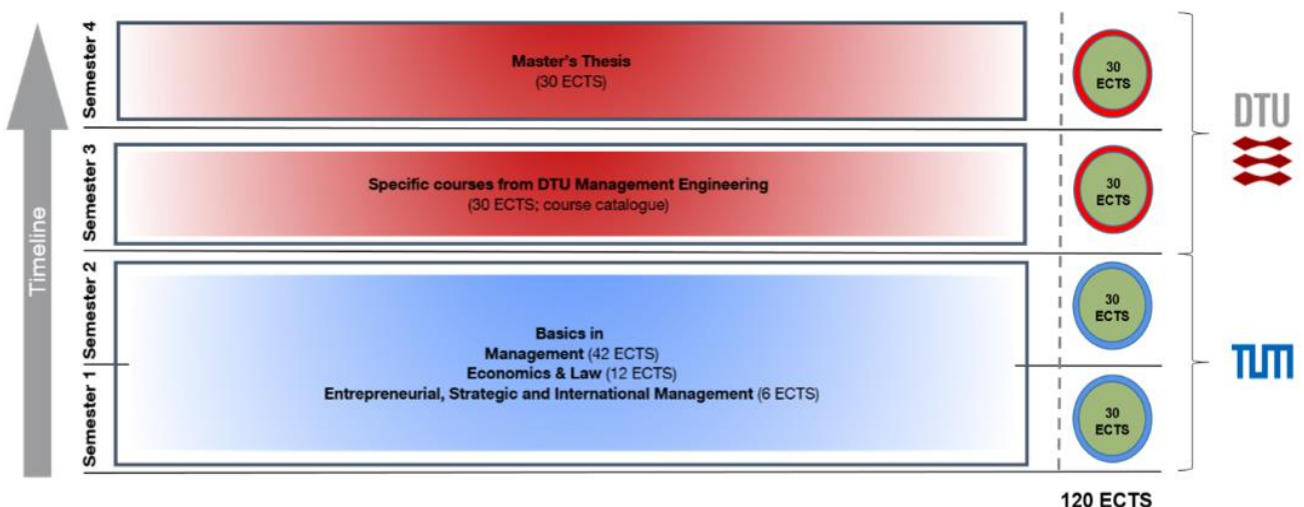 Timeline
Semester 4
Master's Thesis
(30 ECTS)
30
ECTS
Semester 3
Specific courses from DTU Management Engineering
(30 ECTS; course catalogue)
30
ECTS
DTU
Semester 2
Semester 1
Basics in
Management (42 ECTS)
Economics & Law (12 ECTS)
Entrepreneurial, Strategic and International Management (6 ECTS)
30
ECTS
30
ECTS
TUM
120 ECTS